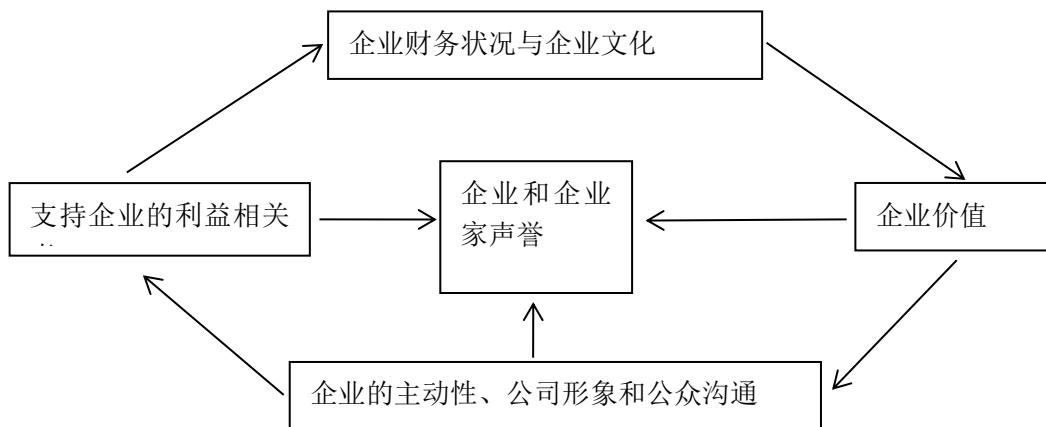 企业财务状况与企业文化
企业和企业
家声誉
支持企业的利益相关
企业价值
企业的主动性、公司形象和公众沟通